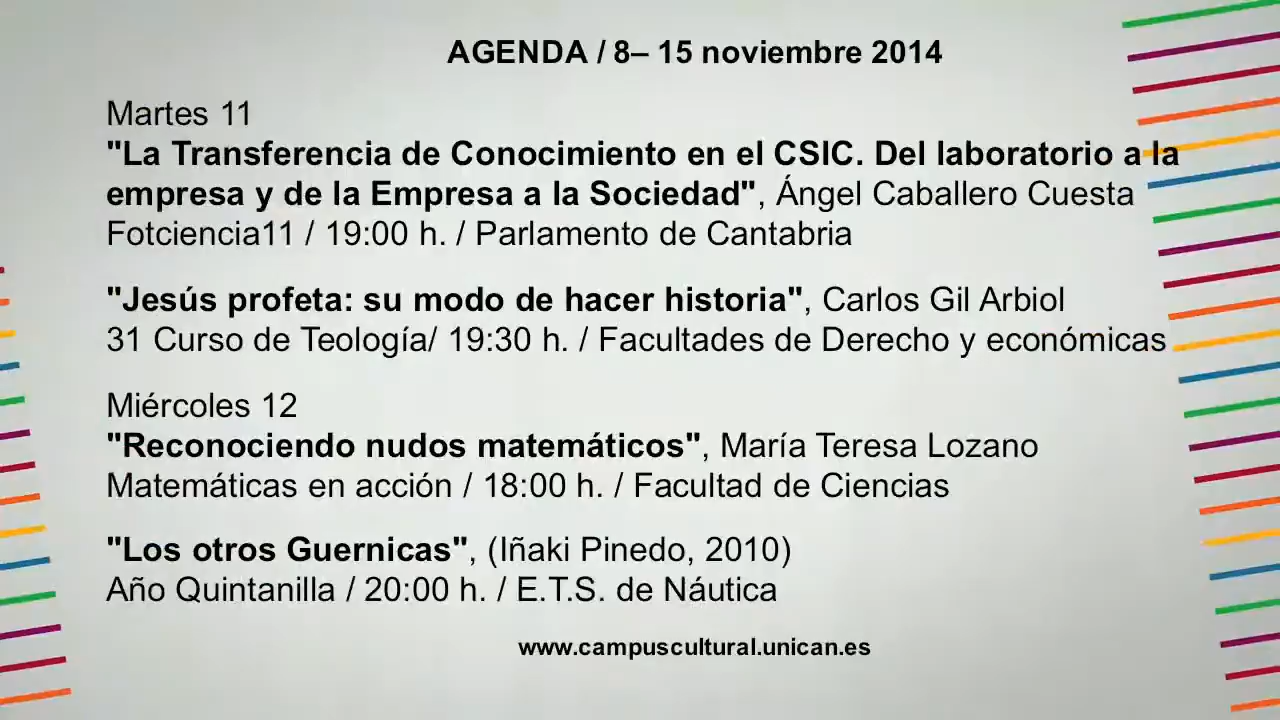 AGENDA / 8– 15 noviembre 2014
Martes 11
"La Transferencia de Conocimiento en el CSIC. Del laboratorio a la
empresa y de la Empresa a la Sociedad", Ángel Caballero Cuesta
Fotciencia11 / 19:00 h. / Parlamento de Cantabria
"Jesús profeta: su modo de hacer historia", Carlos Gil Arbiol
31 Curso de Teología/ 19:30 h. / Facultades de Derecho y económicas
Miércoles 12
"Reconociendo nudos matemáticos", María Teresa Lozano
Matemáticas en acción / 18:00 h. / Facultad de Ciencias
"Los otros Guernicas", (Iñaki Pinedo, 2010)
Año Quintanilla / 20:00 h. / E.T.S. de Náutica
www.campuscultural.unican.es